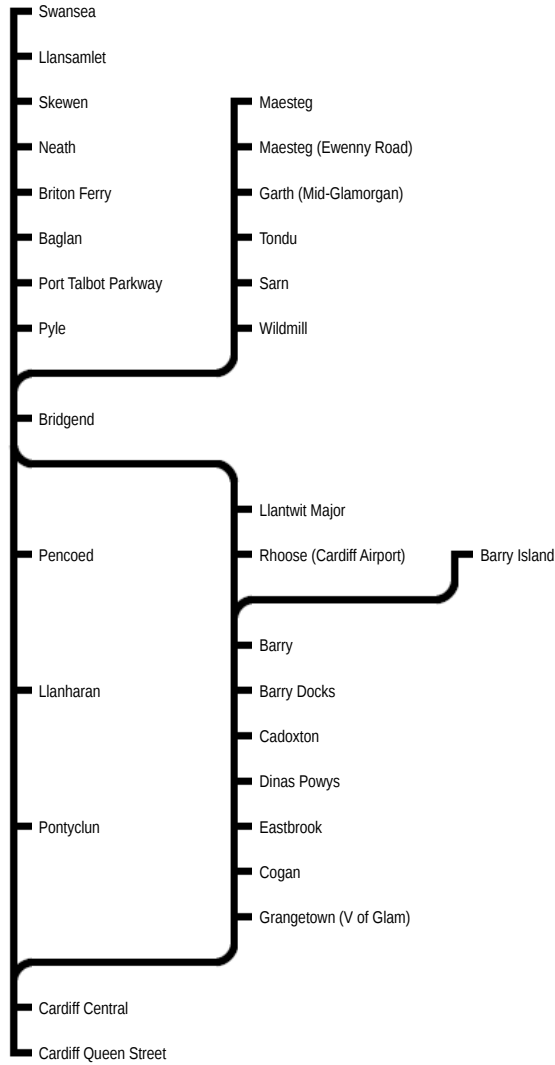 Swansea
Llansamlet
Skewen
Maesteg
Neath
Maesteg (Ewenny Road)
Briton Ferry
Garth (Mid-Glamorgan)
Baglan
Tondu
Port Talbot Parkway
Sarn
Pyle
Wildmill
Bridgend
Llantwit Major
Pencoed
Rhoose (Cardiff Airport)
Barry Island
Barry
Llanharan
Barry Docks
Cadoxton
Dinas Powys
Pontyclun
Eastbrook
Cogan
Grangetown (V of Glam)
Cardiff Central
Cardiff Queen Street